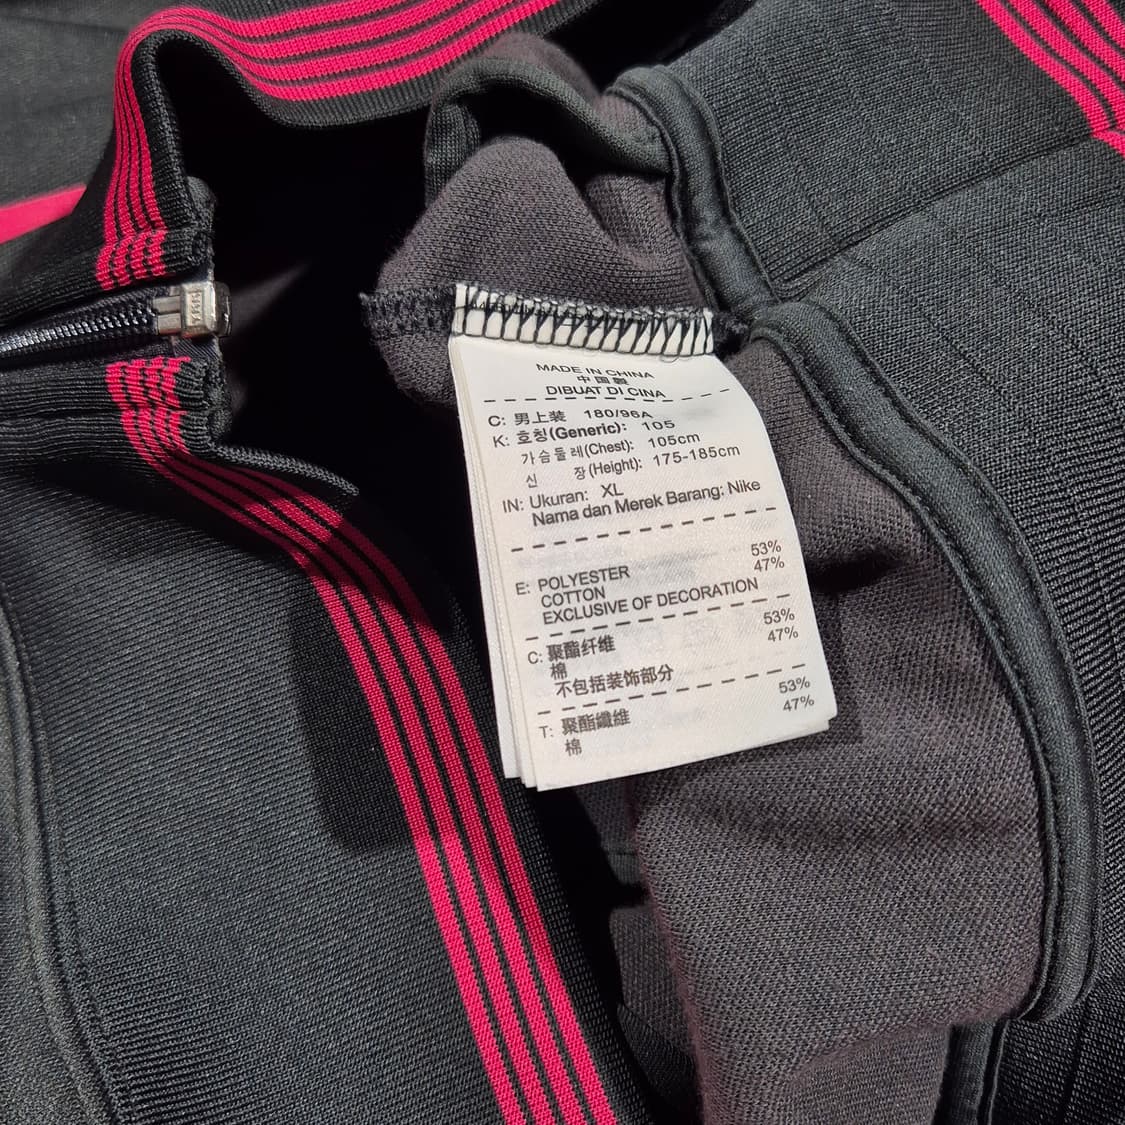 MADE IN CHINA
中國製
DIBUAT DI CINA
C: 男上装 180/96A
K: 호칭(Generic): 105
가슴둘레(Chest): 105cm
신 장(Height): 175-185cm
IN: Ukuran: XL
Nama dan Merek Barang: Nike
E: POLYESTER 53%
COTTON 47%
EXCLUSIVE OF DECORATION
C: 聚酯纤维 53%
棉 47%
不包括装饰部分
T: 聚酯纖維 53%
棉 47%